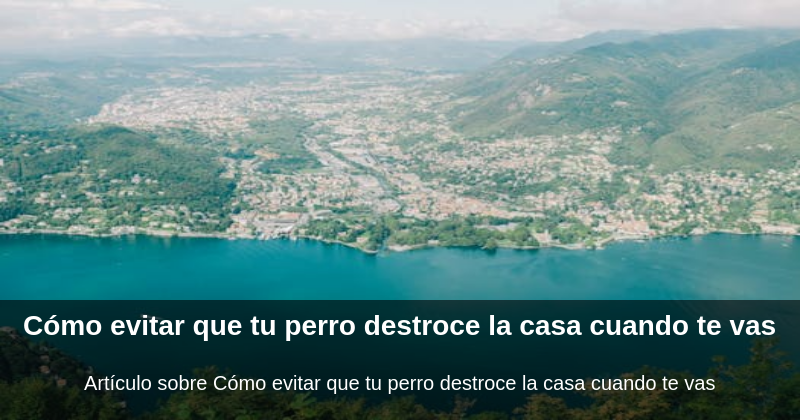 Cómo evitar que tu perro destroce la casa cuando te vas
Artículo sobre Cómo evitar que tu perro destroce la casa cuando te vas